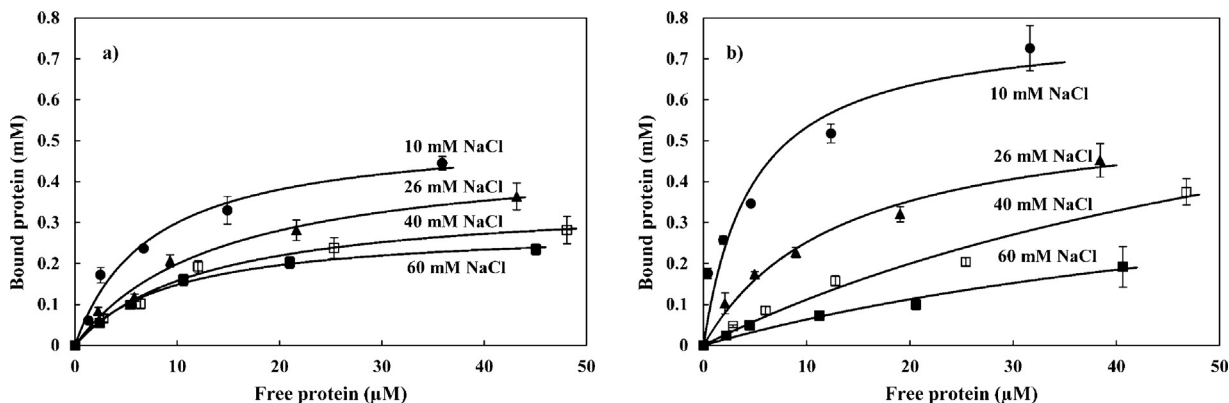 a)
Bound protein (mM)
0.8
0.7
0.6
0.5
0.4
0.3
0.2
0.1
0
10 mM NaCl
26 mM NaCl
40 mM NaCl
60 mM NaCl
0 10 20 30 40 50
Free protein (µM)
b)
Bound protein (mM)
0.8
0.7
0.6
0.5
0.4
0.3
0.2
0.1
0
10 mM NaCl
26 mM NaCl
40 mM NaCl
60 mM NaCl
0 10 20 30 40 50
Free protein (µM)